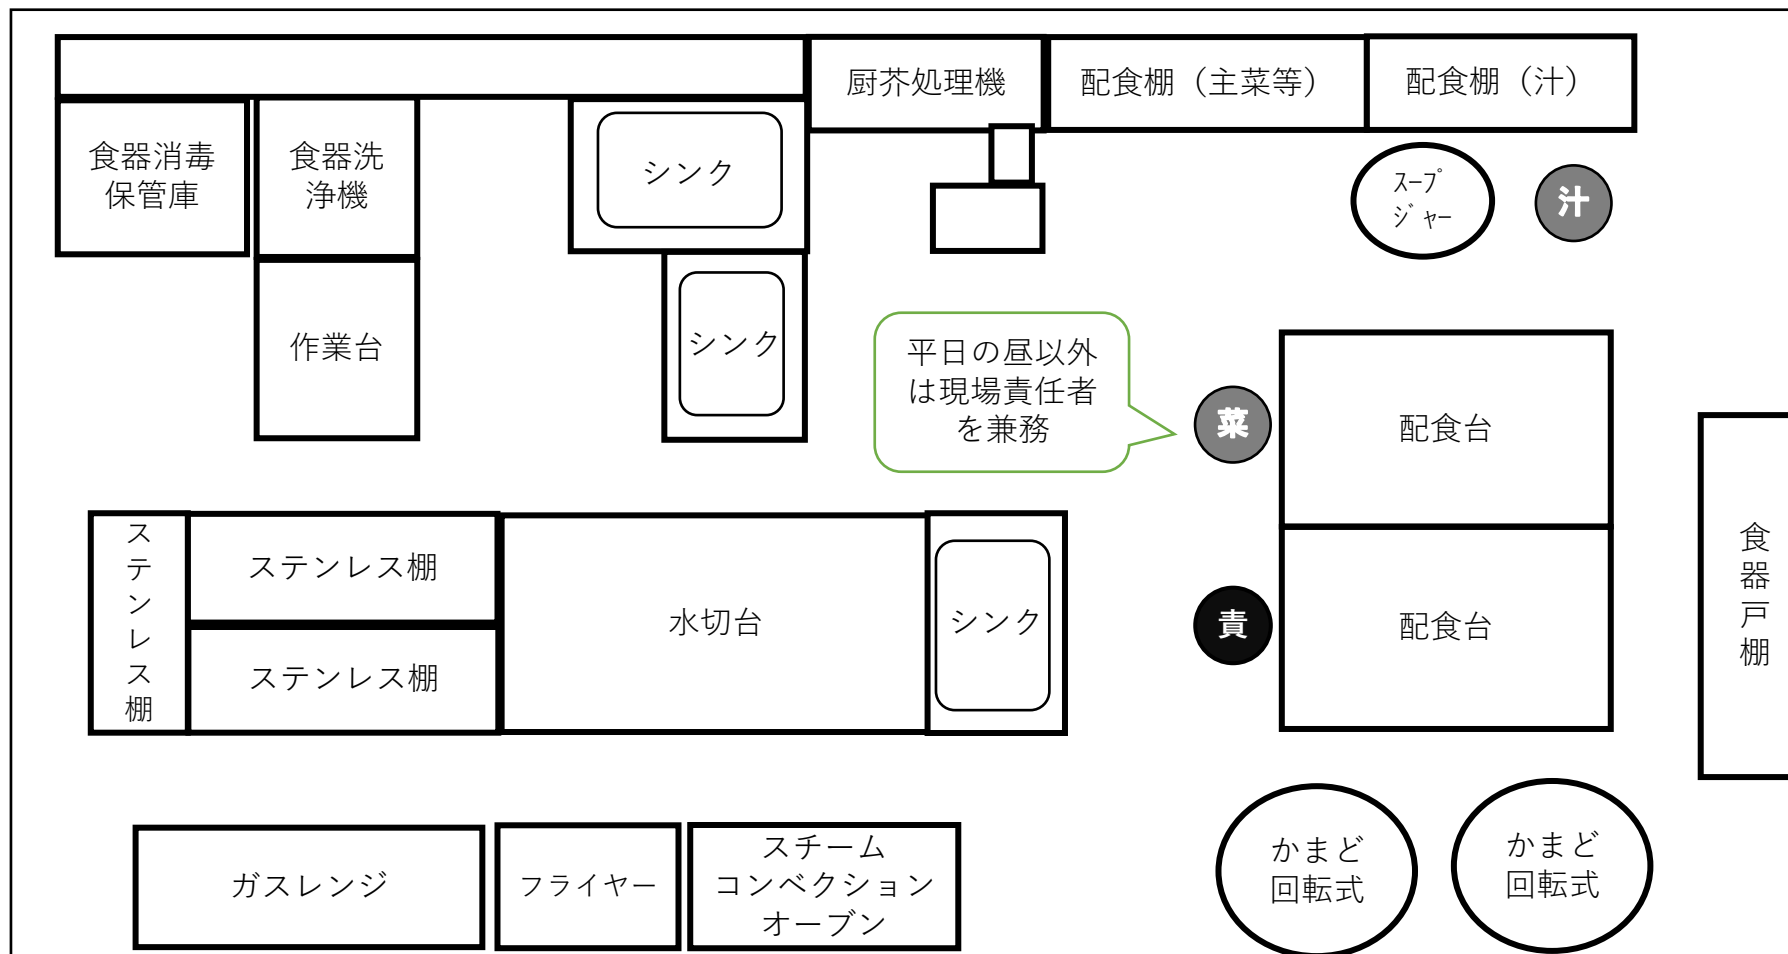 厨芥処理機
配食棚（主菜等）
配食棚（汁）
食器消毒
保管庫
食器洗
浄機
シンク
スープ
ジャー
汁
作業台
シンク
平日の昼以外
は現場責任者
を兼務
菜
配食台
ステンレス棚
ステンレス棚
ステンレス棚
水切台
シンク
責
配食台
食器戸棚
ガスレンジ
フライヤー
スチーム
コンベクション
オーブン
かまど
回転式
かまど
回転式